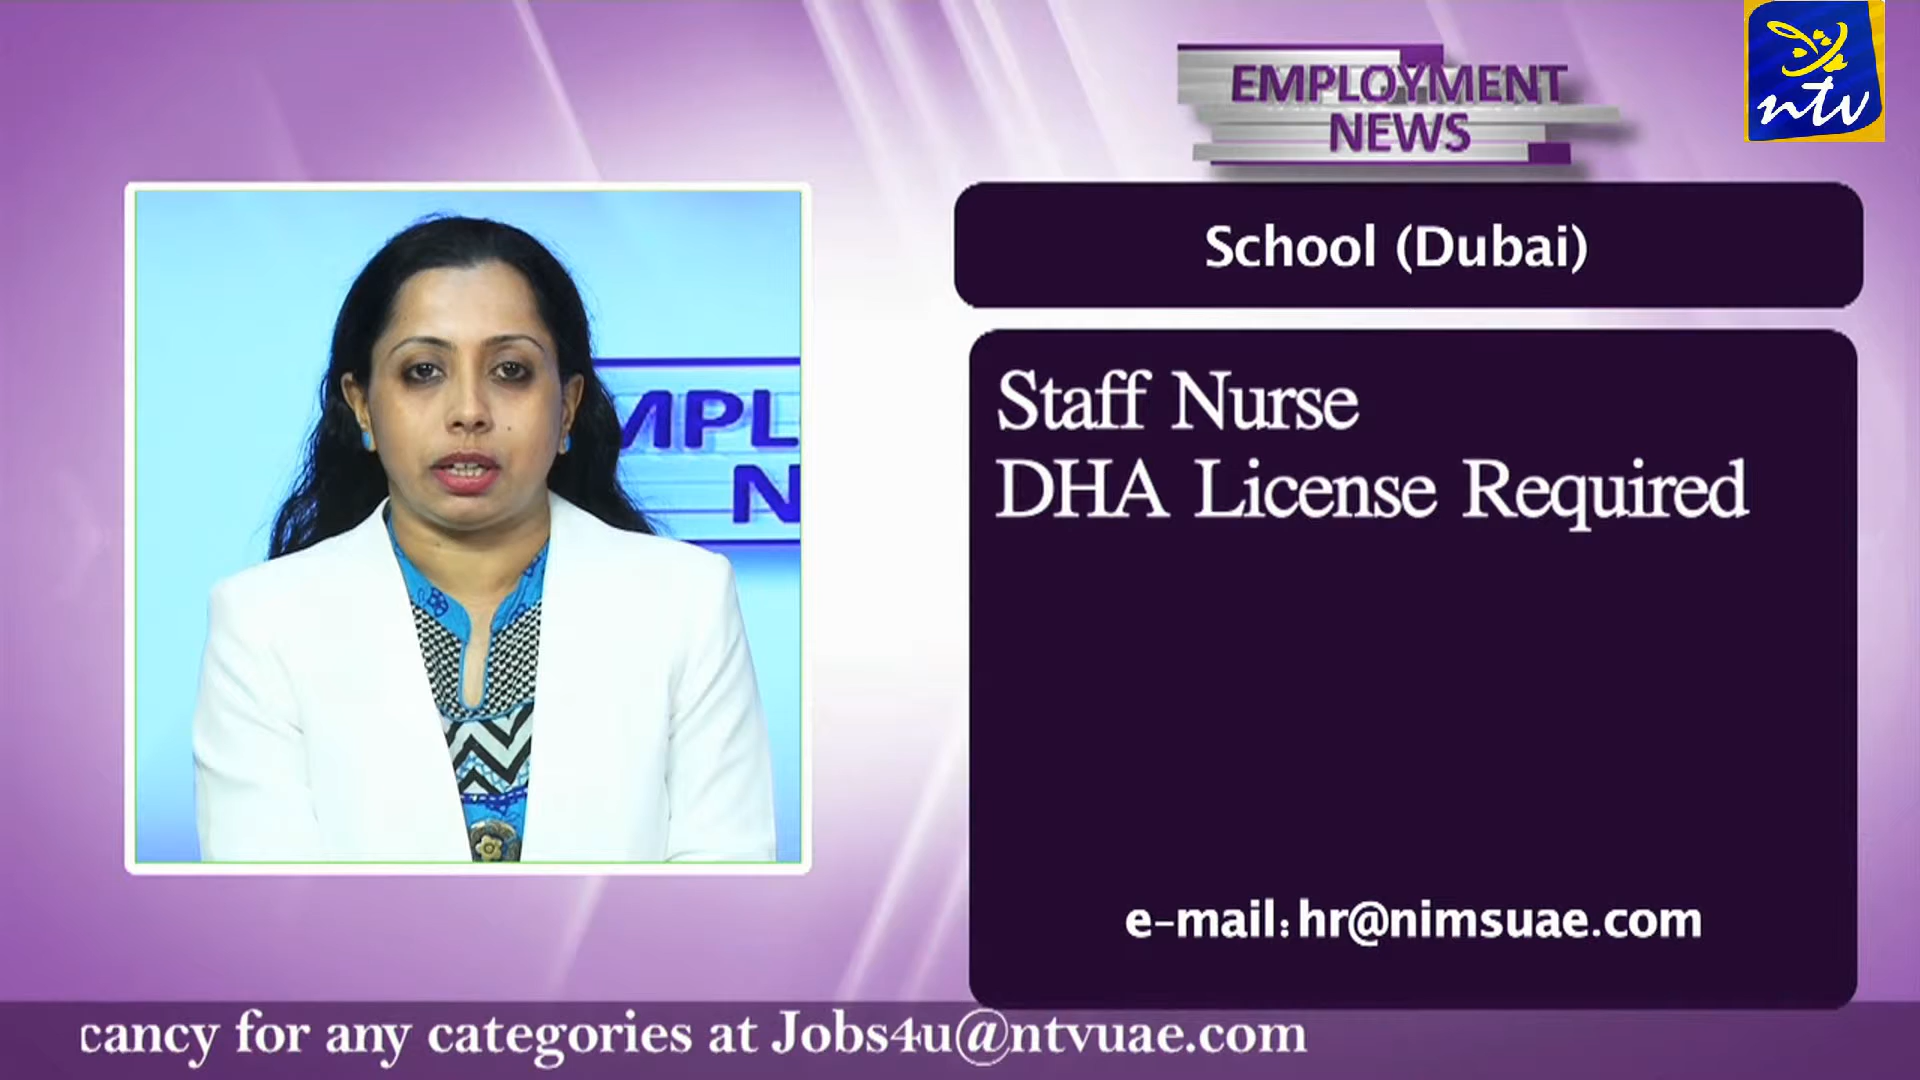 EMPLOYMENT
NEWS
ntv
School (Dubai)
MPL
N
Staff Nurse
DHA License Required
e-mail: hr@nimsuae.com
cancy for any categories at Jobs4u@ntvuae.com